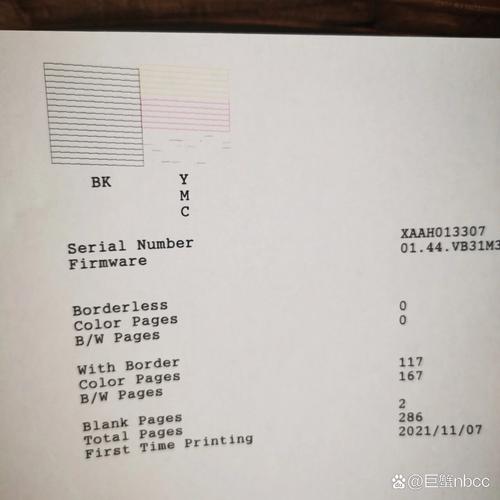 BK Y
M
C
Serial Number XAAH013307
Firmware 01.44.VB31M3
Borderless
Color Pages 0
B/W Pages 0
With Border
Color Pages 117
B/W Pages 167
Blank Pages 2
Total Pages 286
First Time Printing 2021/11/07
@巨蟹nbcc